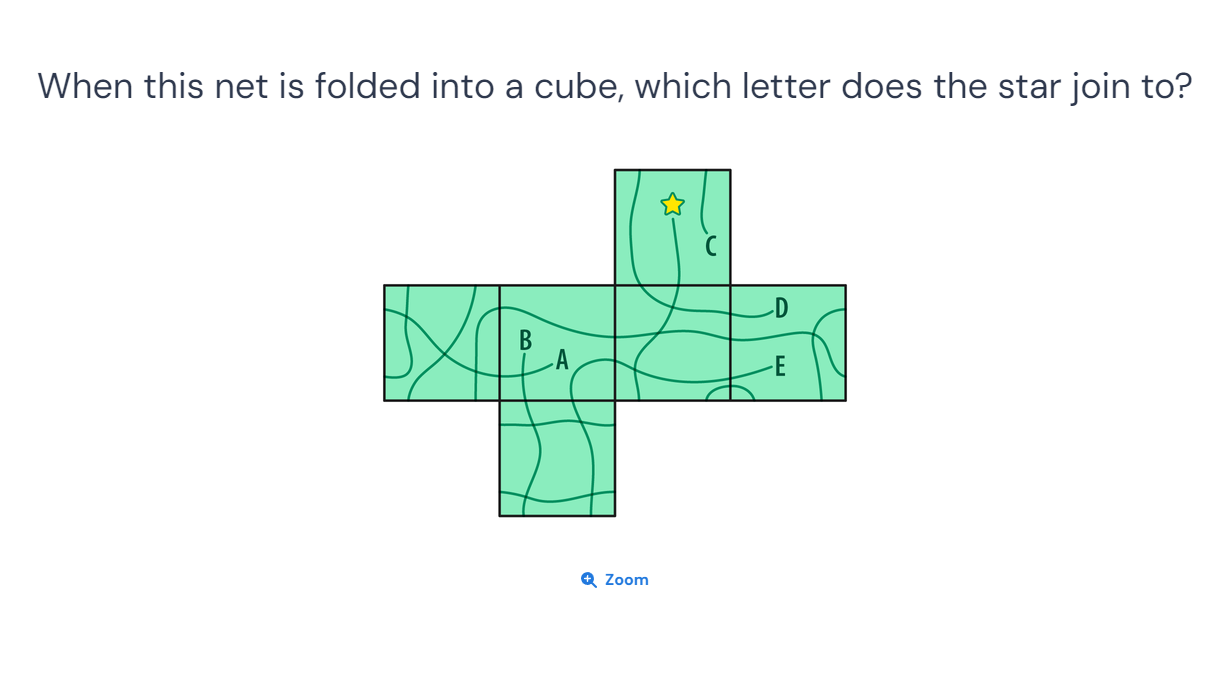 When this net is folded into a cube, which letter does the star join to?
C
D
B
A
E
Zoom